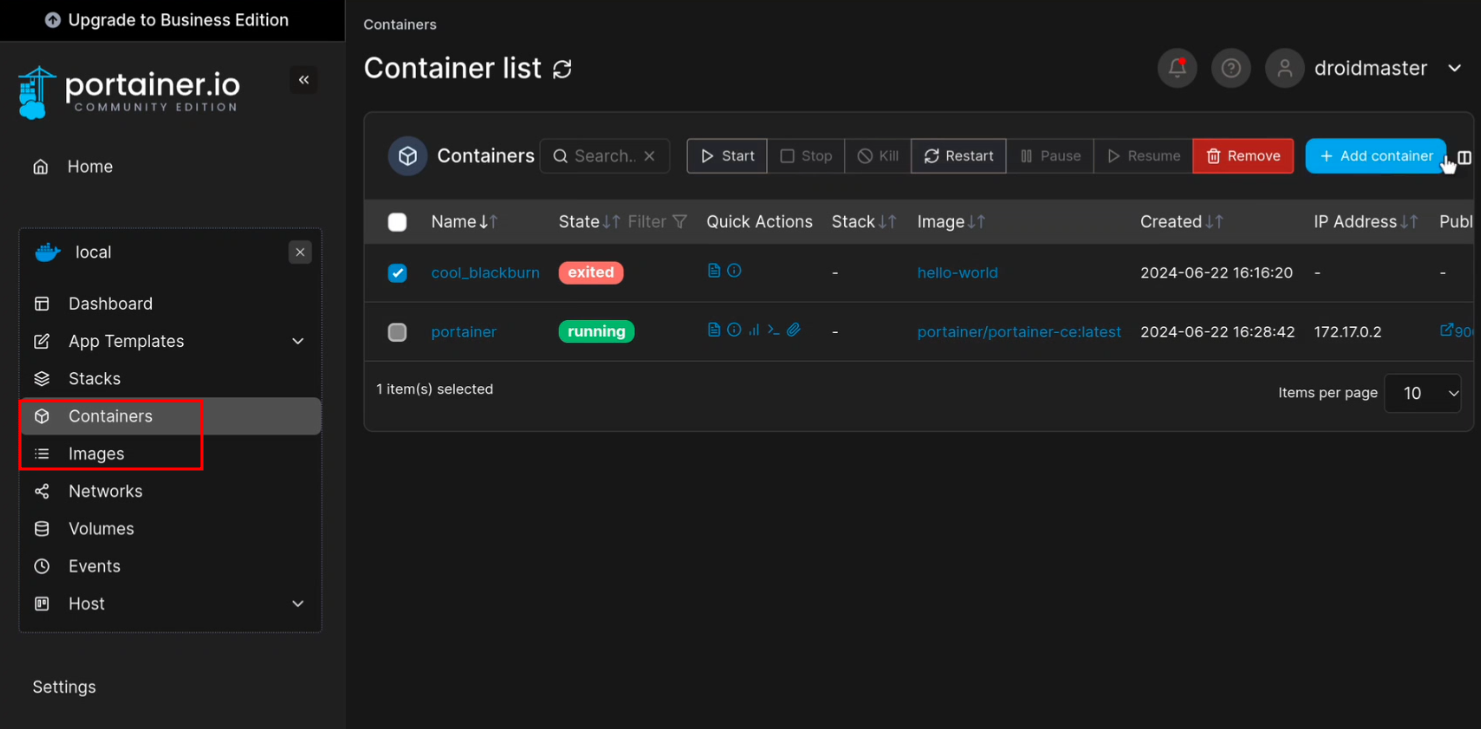 Upgrade to Business Edition
portainer.io
COMMUNITY EDITION
Home
local
Dashboard
App Templates
Stacks
Containers
Images
Networks
Volumes
Events
Host
Settings
Containers
Container list
droidmaster
Containers Search.. Start Stop Kill Restart Pause Resume Remove + Add container
Name State Filter Quick Actions Stack Image Created IP Address Publ
cool_blackburn exited - hello-world 2024-06-22 16:16:20 - -
portainer running - portainer/portainer-ce:latest 2024-06-22 16:28:42 172.17.0.2
1 item(s) selected
Items per page 10